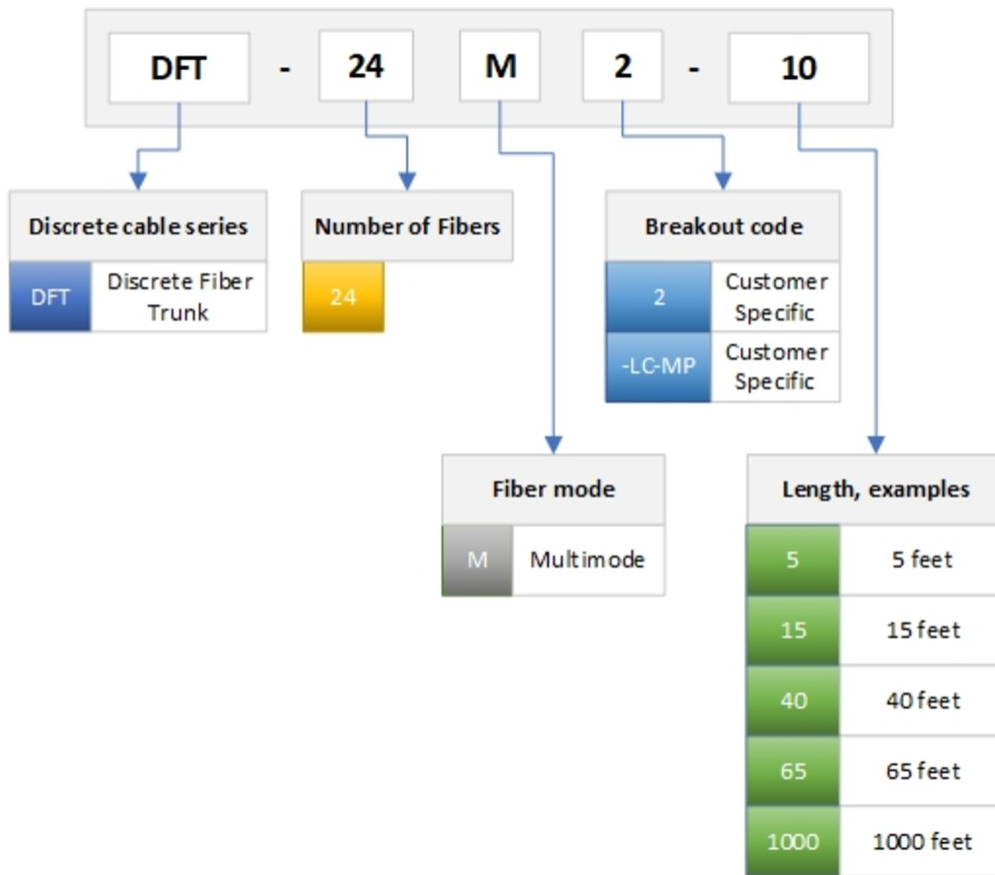 DFT - 24 M 2 - 10
Discrete cable series
DFT Discrete Fiber
Trunk
Number of Fibers
24
Breakout code
2 Customer
Specific
-LC-MP Customer
Specific
Fiber mode
M Multimode
Length, examples
5 5 feet
15 15 feet
40 40 feet
65 65 feet
1000 1000 feet